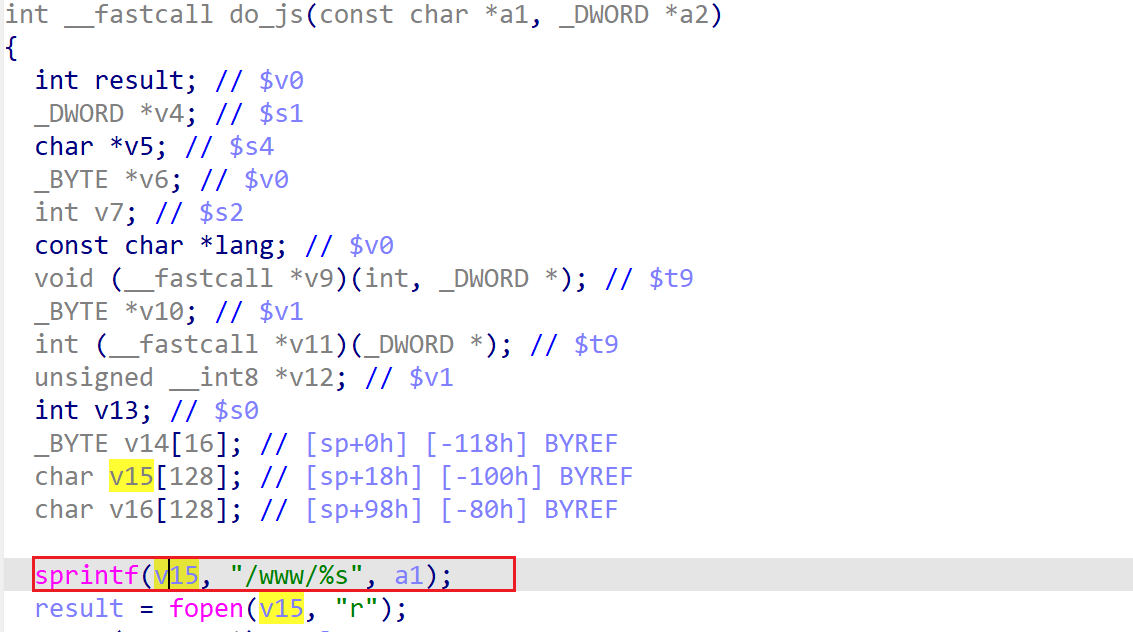 int __fastcall do_js(const char *a1, _DWORD *a2)
{
int result; // $v0
_DWORD *v4; // $s1
char *v5; // $s4
_BYTE *v6; // $v0
int v7; // $s2
const char *lang; // $v0
void (__fastcall *v9)(int, _DWORD *); // $t9
_BYTE *v10; // $v1
int (__fastcall *v11)(_DWORD *); // $t9
unsigned __int8 *v12; // $v1
int v13; // $s0
_BYTE v14[16]; // [sp+0h] [-118h] BYREF
char v15[128]; // [sp+18h] [-100h] BYREF
char v16[128]; // [sp+98h] [-80h] BYREF
sprintf(v15, "/www/%s", a1);
result = fopen(v15, "r");